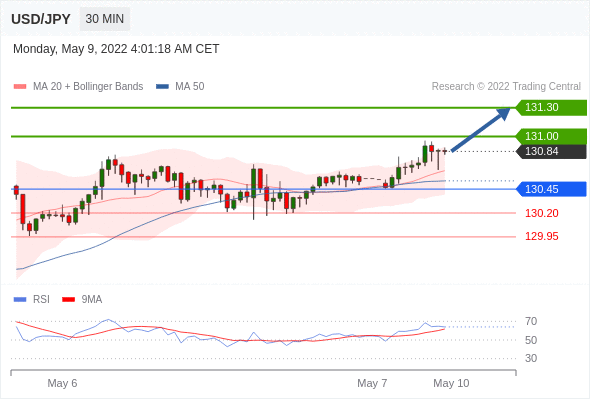 USD/JPY 30 MIN
Monday, May 9, 2022 4:01:18 AM CET
MA 20 + Bollinger Bands MA 50 Research © 2022 Trading Central
131.30
131.00
130.84
130.45
130.20
129.95
RSI 9MA
70
50
30
May 6 May 7 May 10